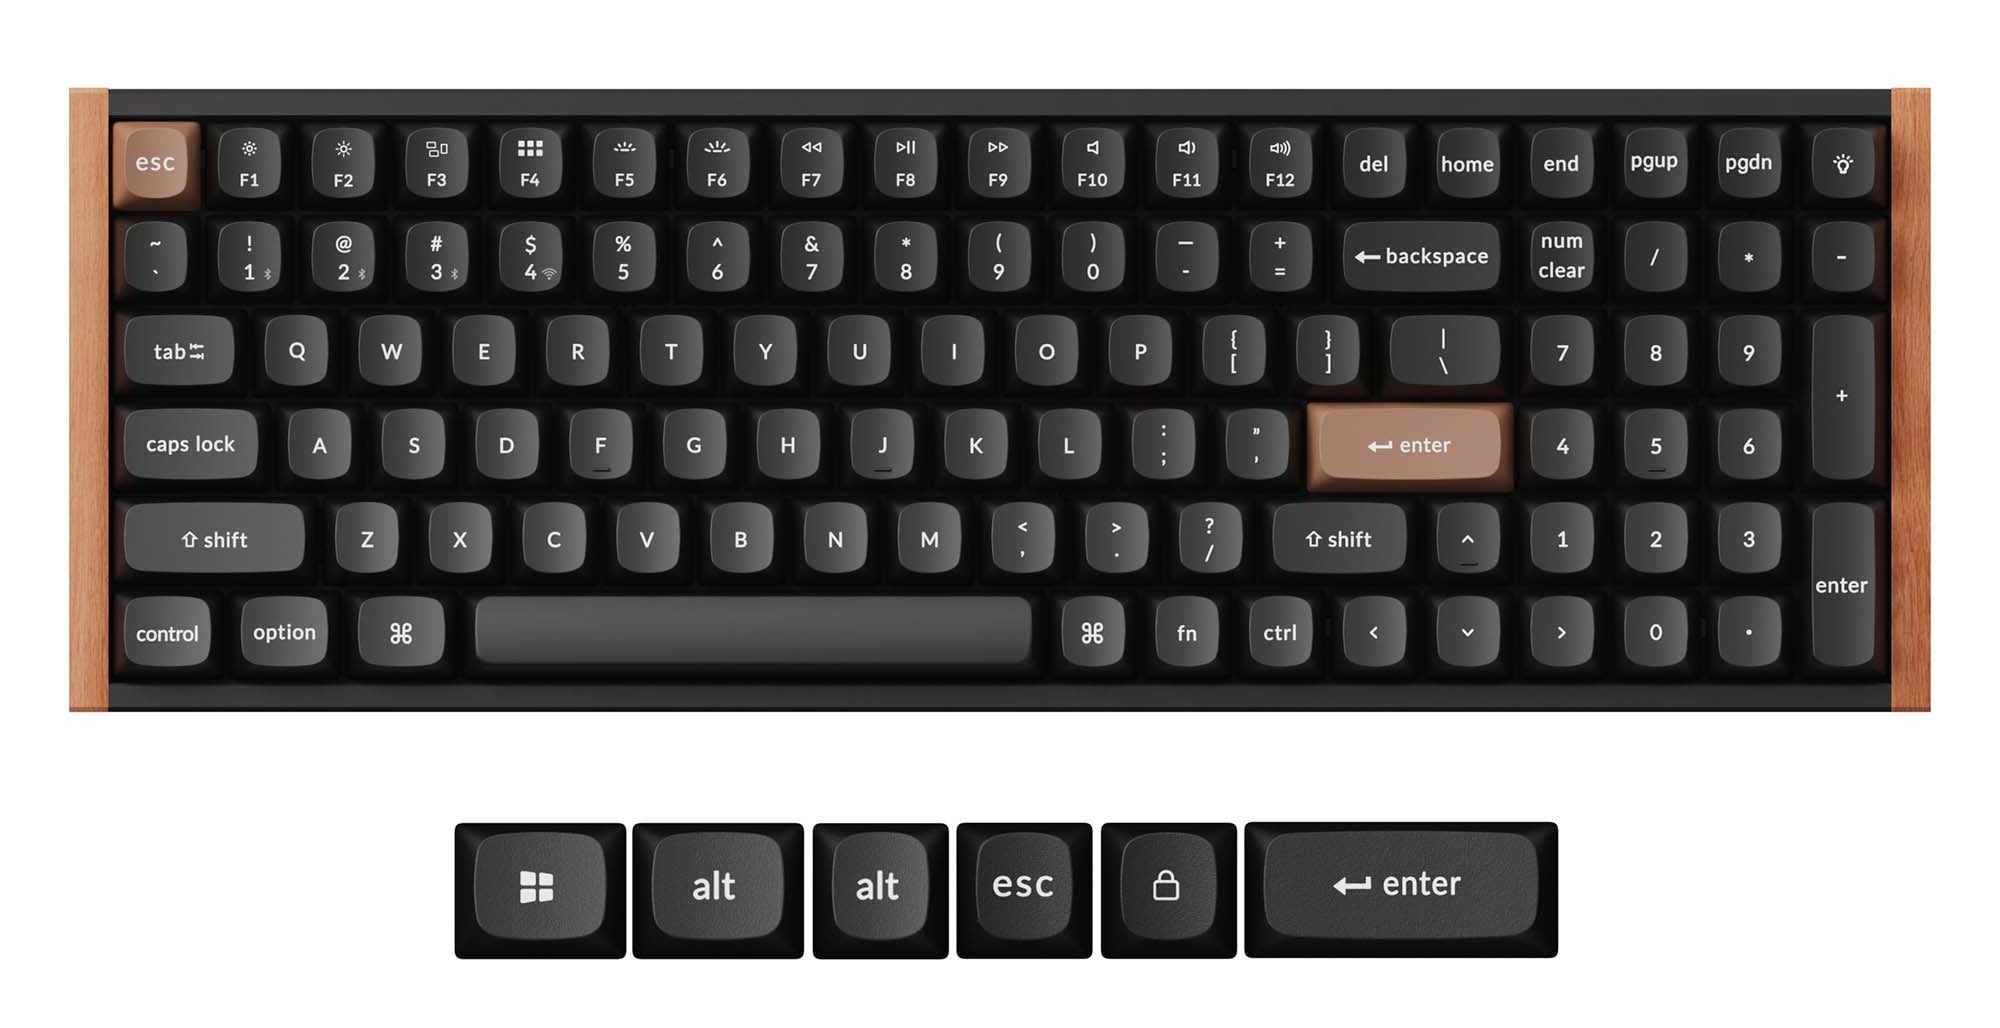 esc F1 F2 F3 F4 F5 F6 F7 F8 F9 F10 F11 F12 del home end pgup pgdn
~ ! @ # $ % ^ & * ( ) — +
` 1 2 3 4 5 6 7 8 9 0 - = backspace num clear / * -
tab Q W E R T Y U I O P { [ } ] | \ 7 8 9 +
caps lock A S D F G H J K L : ; " ' enter 4 5 6
shift Z X C V B N M < , > . ? / shift ^ 1 2 3 enter
control option ⌘ ⌘ fn ctrl < ⌄ > 0 .
alt alt esc enter